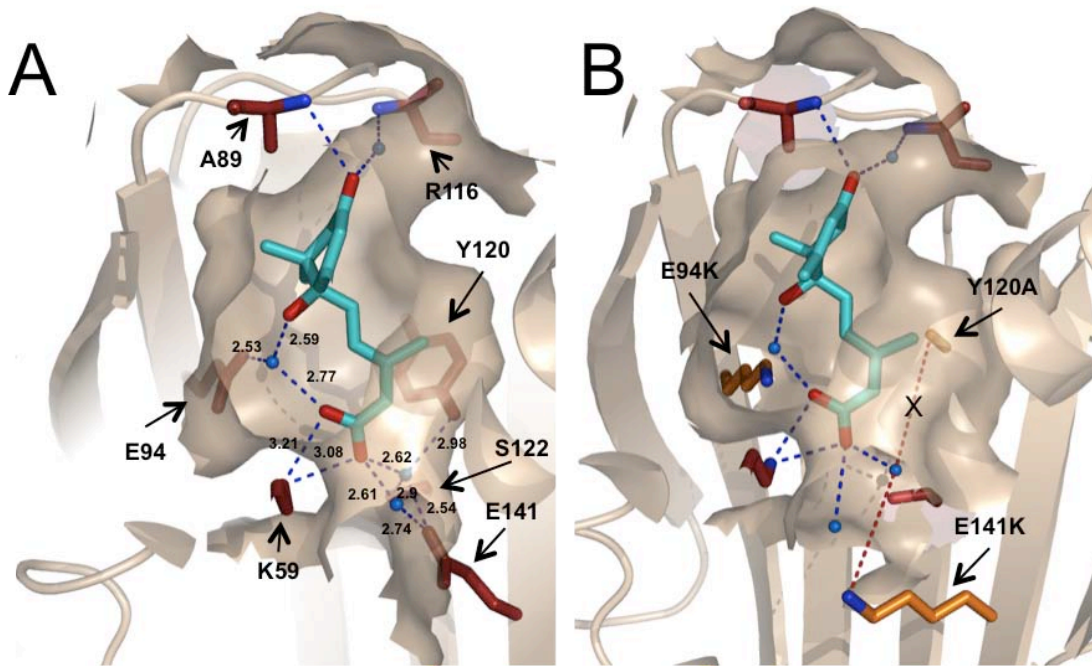 A
B
A89
R116
Y120
E94K
Y120A
2.59
2.53
2.77
X
E94
3.21
3.08
2.98
S122
2.62
2.61
2.9
2.54
E141
2.74
K59
E141K